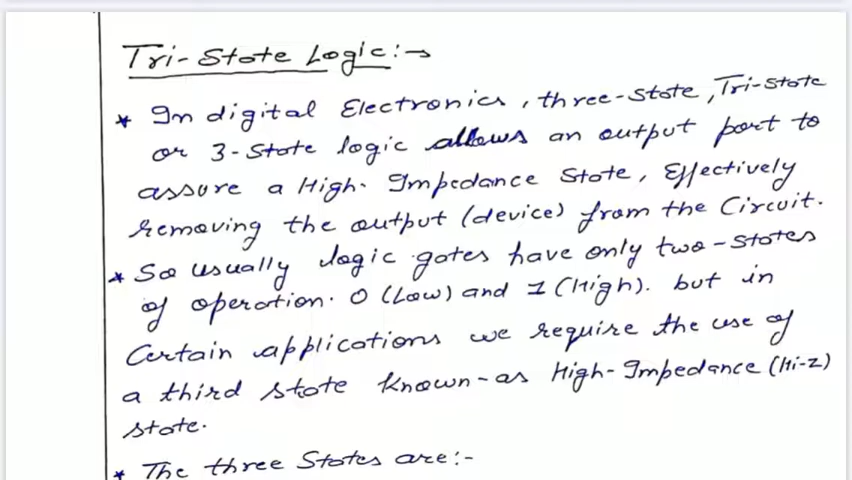 Tri-State Logic:→
* In digital Electronics, three-state, Tri-state
or 3-state logic allows an output port to
assure a High-Impedance State, Effectively
removing the output (device) from the Circuit.
* So usually logic gates have only two-states
of operation. 0 (Low) and 1 (High). but in
Certain applications we require the use of
a third state known-as High-Impedance (Hi-Z)
state.
* The three States are:-